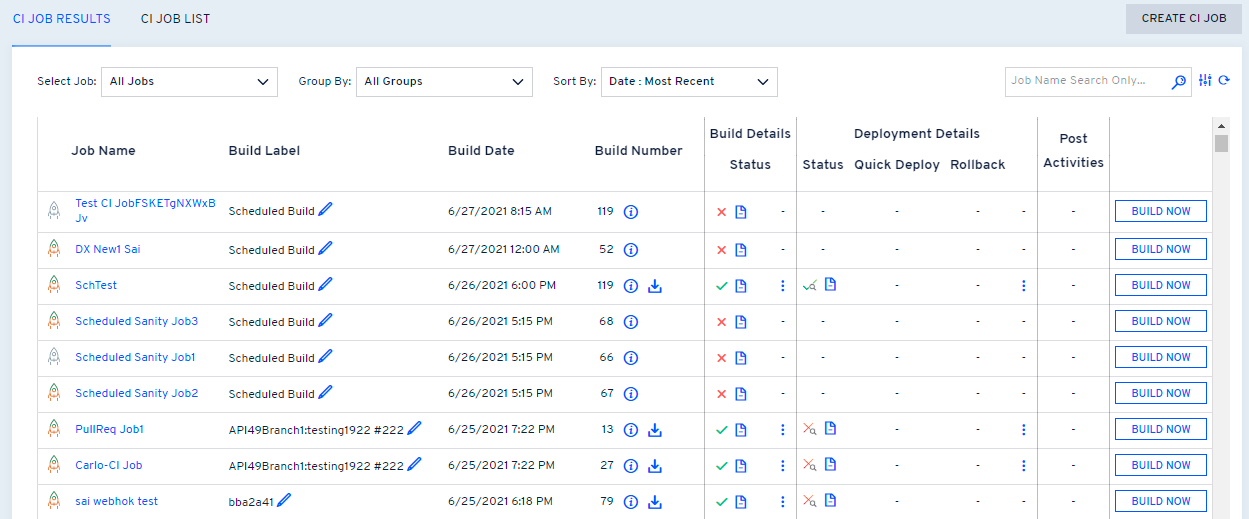 CI JOB RESULTS CI JOB LIST CREATE CI JOB
Select Job: All Jobs Group By: All Groups Sort By: Date : Most Recent Job Name Search Only...
Build Details Deployment Details Post
Job Name Build Label Build Date Build Number Status Status Quick Deploy Rollback Activities
Test CI JobFSKETgNXWxB
Jv Scheduled Build 6/27/2021 8:15 AM 119 - - - - - - BUILD NOW
DX New1 Sai Scheduled Build 6/27/2021 12:00 AM 52 - - - - - - BUILD NOW
SchTest Scheduled Build 6/26/2021 6:00 PM 119 - - - BUILD NOW
Scheduled Sanity Job3 Scheduled Build 6/26/2021 5:15 PM 68 - - - - - - BUILD NOW
Scheduled Sanity Job1 Scheduled Build 6/26/2021 5:15 PM 66 - - - - - - BUILD NOW
Scheduled Sanity Job2 Scheduled Build 6/26/2021 5:15 PM 67 - - - - - - BUILD NOW
PullReq Job1 API49Branch1:testing1922 #222 6/25/2021 7:22 PM 13 - - - BUILD NOW
Carlo-CI Job API49Branch1:testing1922 #222 6/25/2021 7:22 PM 27 - - - BUILD NOW
sai webhok test bba2a41 6/25/2021 6:18 PM 79 - - - - BUILD NOW